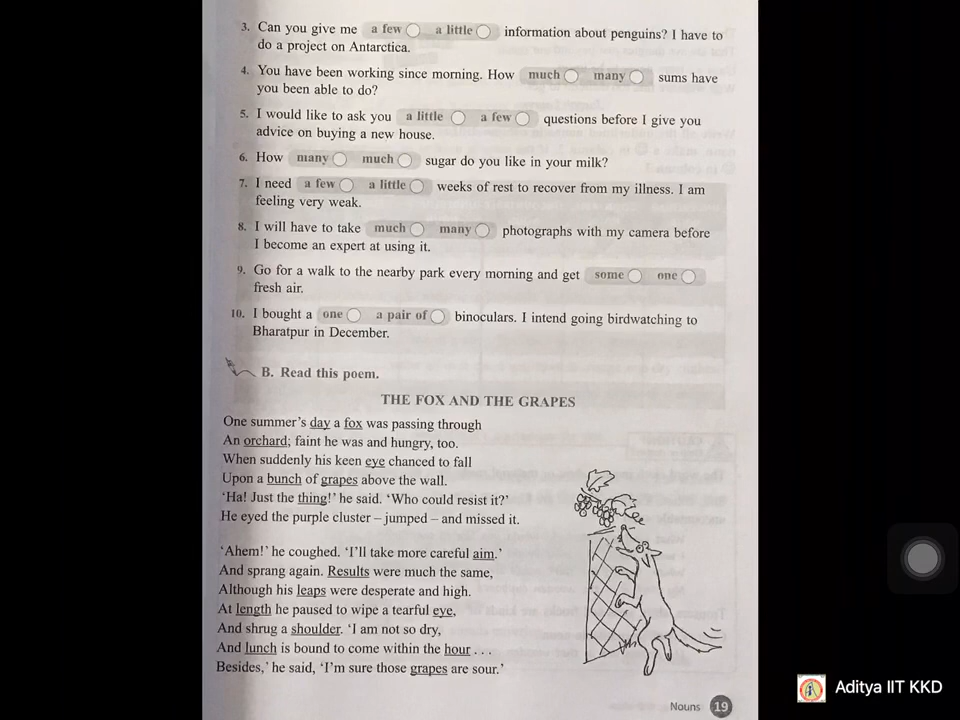 3. Can you give me a few a little information about penguins? I have to
do a project on Antarctica.
4. You have been working since morning. How much many sums have
you been able to do?
5. I would like to ask you a little a few questions before I give you
advice on buying a new house.
6. How many much sugar do you like in your milk?
7. I need a few a little weeks of rest to recover from my illness. I am
feeling very weak.
8. I will have to take much many photographs with my camera before
I become an expert at using it.
9. Go for a walk to the nearby park every morning and get some one
fresh air.
10. I bought a one a pair of binoculars. I intend going birdwatching to
Bharatpur in December.
B. Read this poem.
THE FOX AND THE GRAPES
One summer's day a fox was passing through
An orchard; faint he was and hungry, too.
When suddenly his keen eye chanced to fall
Upon a bunch of grapes above the wall.
'Ha! Just the thing!' he said. 'Who could resist it?'
He eyed the purple cluster – jumped – and missed it.
'Ahem!' he coughed. 'I'll take more careful aim.'
And sprang again. Results were much the same,
Although his leaps were desperate and high.
At length he paused to wipe a tearful eye,
And shrug a shoulder. 'I am not so dry,
And lunch is bound to come within the hour . . .
Besides,' he said, 'I'm sure those grapes are sour.'
Nouns 19
Aditya IIT KKD